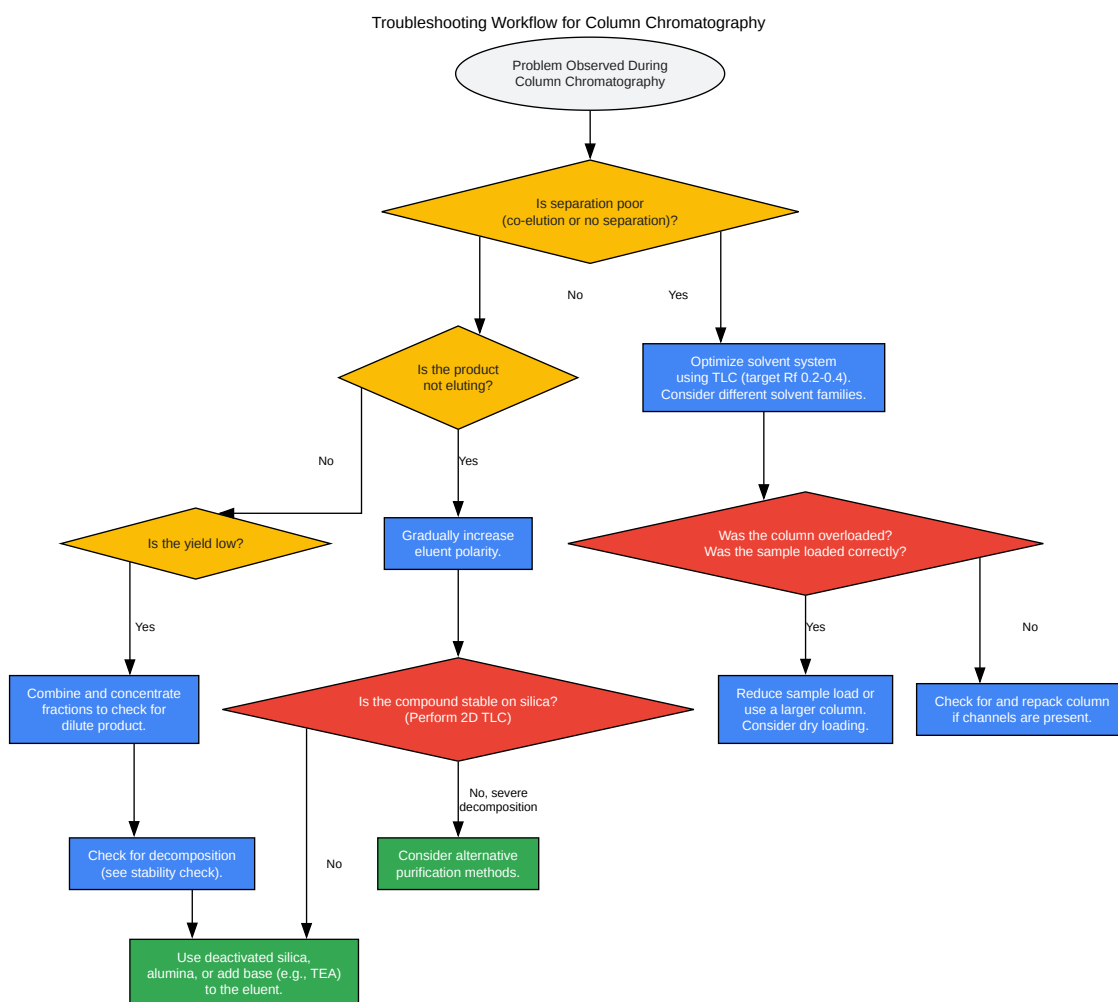 Troubleshooting Workflow for Column Chromatography
Problem Observed During
Column Chromatography
Is separation poor
(co-elution or no separation)?
No
Yes
Is the product
not eluting?
Optimize solvent system
using TLC (target Rf 0.2-0.4).
Consider different solvent families.
No
Yes
Is the yield low?
Gradually increase
eluent polarity.
Was the column overloaded?
Was the sample loaded correctly?
Yes
Yes
No
Combine and concentrate
fractions to check for
dilute product.
Is the compound stable on silica?
(Perform 2D TLC)
Reduce sample load or
use a larger column.
Consider dry loading.
Check for and repack column
if channels are present.
No, severe
decomposition
Check for decomposition
(see stability check).
No
Consider alternative
purification methods.
Use deactivated silica,
alumina, or add base (e.g., TEA)
to the eluent.